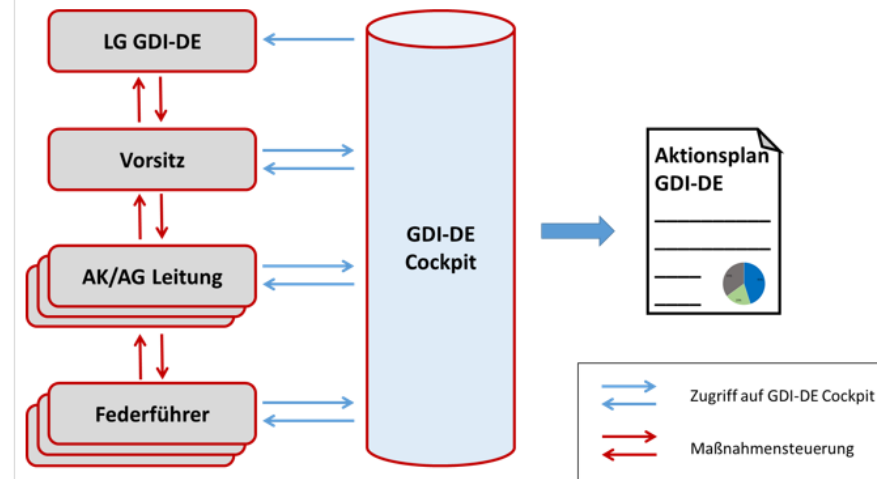 LG GDI-DE
Vorsitz
AK/AG Leitung
Federführer
GDI-DE
Cockpit
Aktionsplan
GDI-DE
Zugriff auf GDI-DE Cockpit
Maßnahmensteuerung